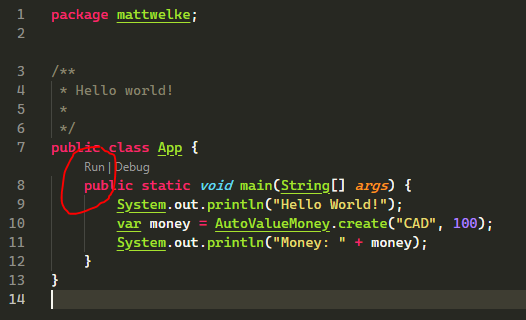 1 package mattwelke;
2
3 /**
4 * Hello world!
5 *
6 */
7 public class App {
Run | Debug
8 public static void main(String[] args) {
9 System.out.println("Hello World!");
10 var money = AutoValueMoney.create("CAD", 100);
11 System.out.println("Money: " + money);
12 }
13 }
14